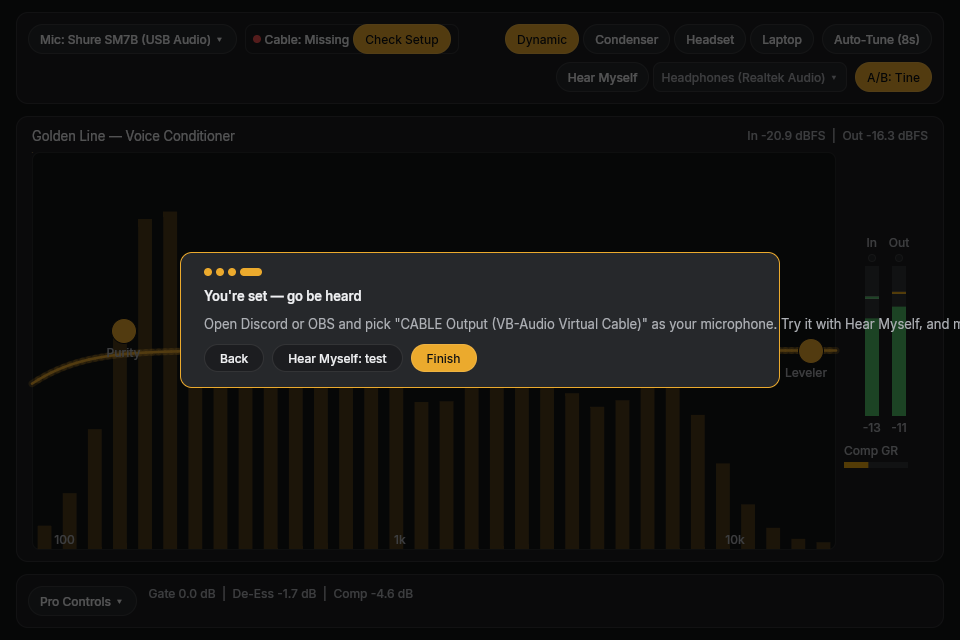 Mic: Shure SM7B (USB Audio) ▾
Cable: Missing
Check Setup
Dynamic
Condenser
Headset
Laptop
Auto-Tune (8s)
Hear Myself
Headphones (Realtek Audio) ▾
A/B: Tine
Golden Line — Voice Conditioner
In -20.9 dBFS | Out -16.3 dBFS
In
Out
You're set — go be heard
Open Discord or OBS and pick "CABLE Output (VB-Audio Virtual Cable)" as your microphone. Try it with Hear Myself, and
Back
Hear Myself: test
Finish
Purity
Leveler
-13
-11
Comp GR
100
1k
10k
Pro Controls ▾
Gate 0.0 dB | De-Ess -1.7 dB | Comp -4.6 dB